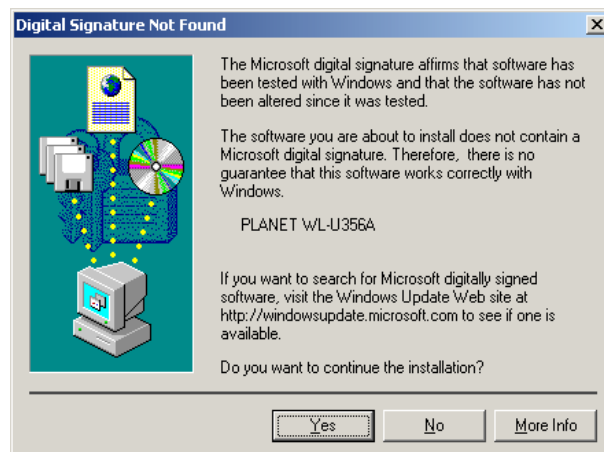 Digital Signature Not Found
The Microsoft digital signature affirms that software has
been tested with Windows and that the software has not
been altered since it was tested.
The software you are about to install does not contain a
Microsoft digital signature. Therefore, there is no
guarantee that this software works correctly with
Windows.
PLANET WL-U356A
If you want to search for Microsoft digitally signed
software, visit the Windows Update Web site at
http://windowsupdate.microsoft.com to see if one is
available.
Do you want to continue the installation?
Yes No More Info